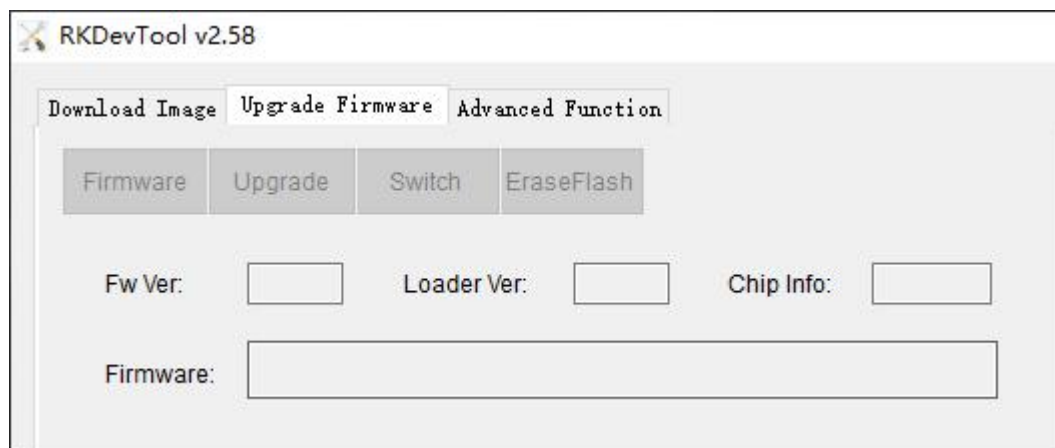 RKDevTool v2.58
Download Image Upgrade Firmware Advanced Function
Firmware Upgrade Switch EraseFlash
Fw Ver: Loader Ver: Chip Info:
Firmware: